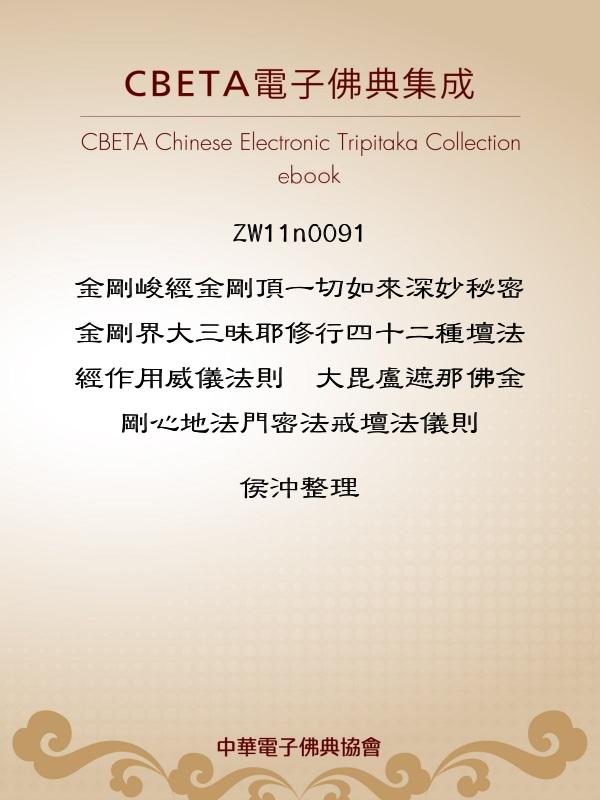 CBETA電子佛典集成
CBETA Chinese Electronic Tripitaka Collection
ebook
ZW11n0091
金剛峻經金剛頂一切如來深妙秘密
金剛界大三昧耶修行四十二種壇法
經作用威儀法則　大毘盧遮那佛金
剛心地法門密法戒壇法儀則
侯沖整理
中華電子佛典協會